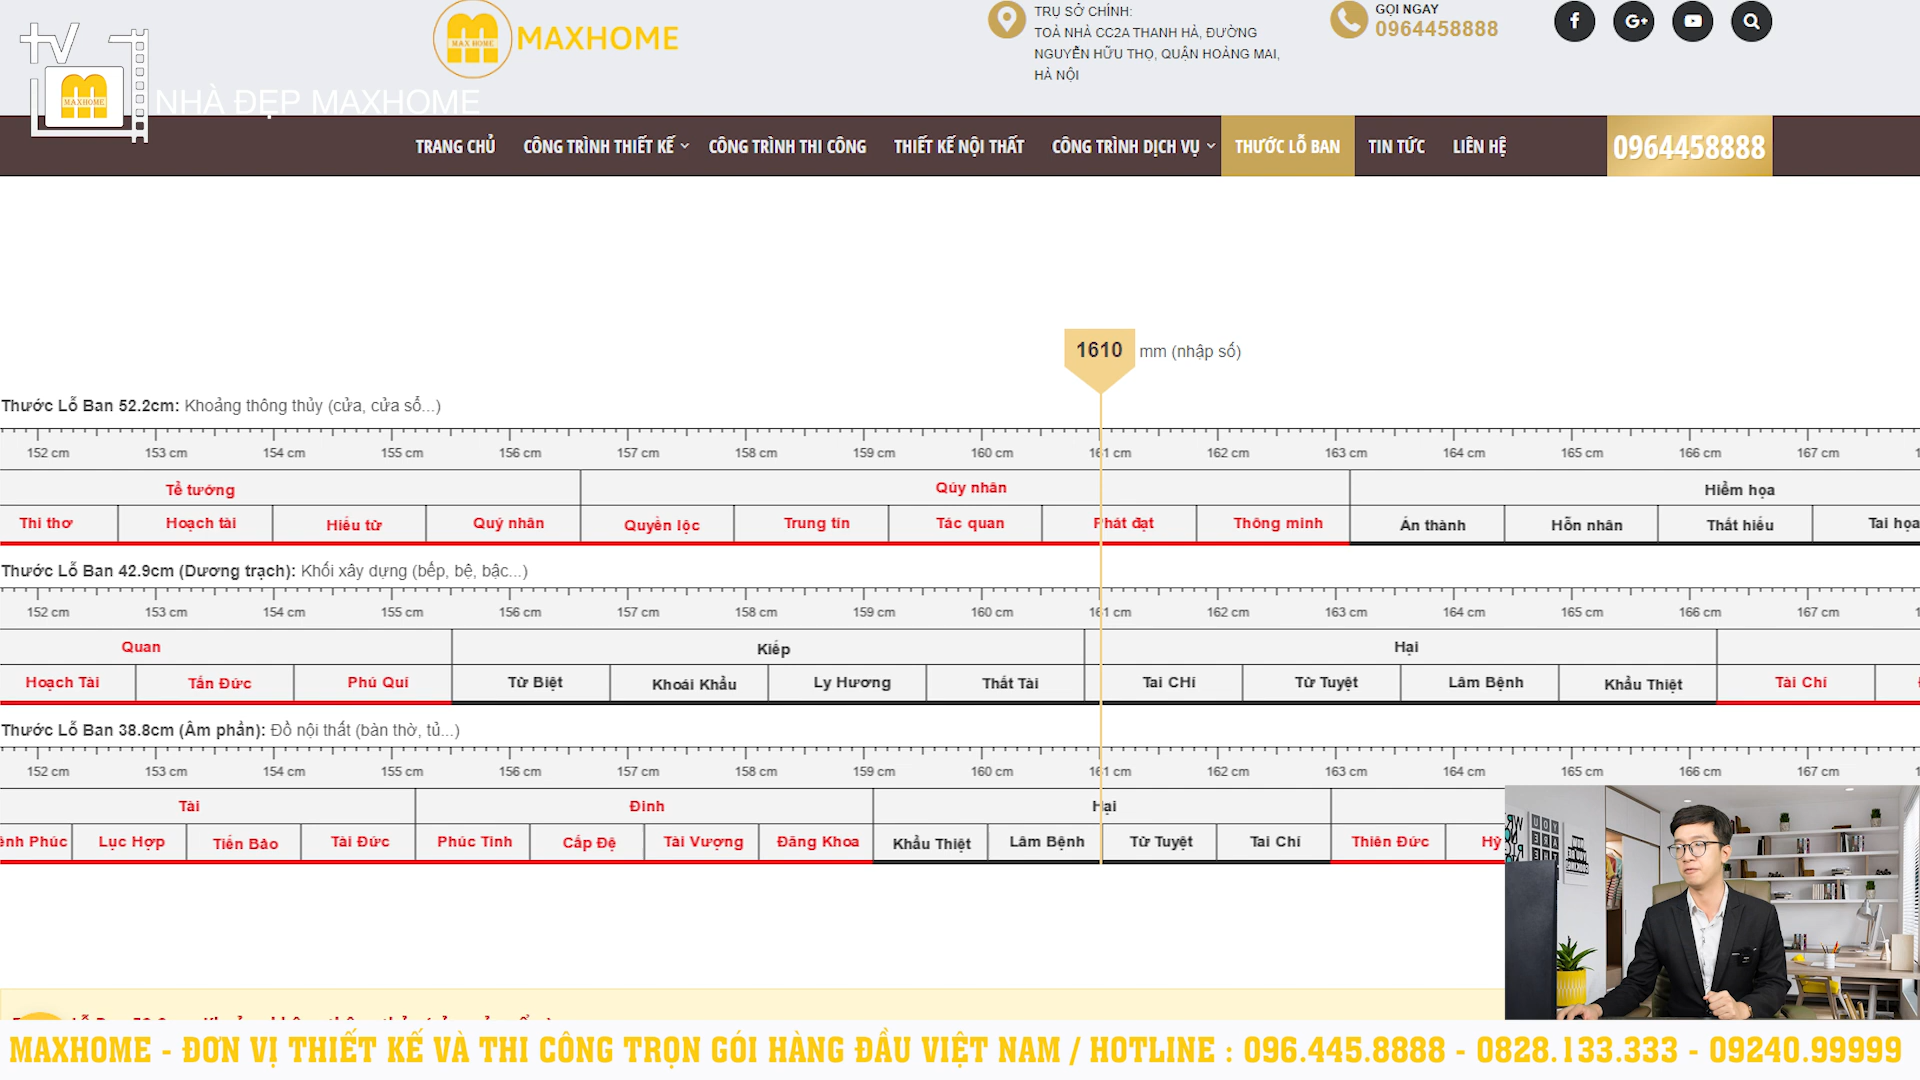 tv
MAX HOME
MAXHOME
MAXHOME
NHÀ ĐẸP MAXHOME
TRỤ SỞ CHÍNH:
TOÀ NHÀ CC2A THANH HÀ, ĐƯỜNG
NGUYỄN HỮU THỌ, QUẬN HOÀNG MAI,
HÀ NỘI
GỌI NGAY
0964458888
TRANG CHỦ CÔNG TRÌNH THIẾT KẾ CÔNG TRÌNH THI CÔNG THIẾT KẾ NỘI THẤT CÔNG TRÌNH DỊCH VỤ THƯỚC LỖ BAN TIN TỨC LIÊN HỆ 0964458888
1610 mm (nhập số)
Thước Lỗ Ban 52.2cm: Khoảng thông thủy (cửa, cửa sổ...)
152 cm 153 cm 154 cm 155 cm 156 cm 157 cm 158 cm 159 cm 160 cm 161 cm 162 cm 163 cm 164 cm 165 cm 166 cm 167 cm
Tể tướng Qúy nhân Hiểm họa
Thi thơ Hoạch tài Hiếu tử Quý nhân Quyền lộc Trung tín Tác quan Phát đạt Thông minh Án thành Hỗn nhân Thất hiếu Tai họa
Thước Lỗ Ban 42.9cm (Dương trạch): Khối xây dựng (bếp, bệ, bậc...)
152 cm 153 cm 154 cm 155 cm 156 cm 157 cm 158 cm 159 cm 160 cm 161 cm 162 cm 163 cm 164 cm 165 cm 166 cm 167 cm
Quan Kiếp Hại
Hoạch Tài Tấn Đức Phú Quí Tử Biệt Khoái Khẩu Ly Hương Thất Tài Tai CHí Tử Tuyệt Lâm Bệnh Khẩu Thiệt Tài Chí
Thước Lỗ Ban 38.8cm (Âm phần): Đồ nội thất (bàn thờ, tủ...)
152 cm 153 cm 154 cm 155 cm 156 cm 157 cm 158 cm 159 cm 160 cm 161 cm 162 cm 163 cm 164 cm 165 cm 166 cm 167 cm
Tài Đinh Hại
ênh Phúc Lục Hợp Tiến Bảo Tài Đức Phúc Tinh Cấp Đệ Tài Vượng Đăng Khoa Khẩu Thiệt Lâm Bệnh Tử Tuyệt Tai Chí Thiên Đức Hỷ
MAXHOME - ĐƠN VỊ THIẾT KẾ VÀ THI CÔNG TRỌN GÓI HÀNG ĐẦU VIỆT NAM / HOTLINE : 096.445.8888 - 0828.133.333 - 09240.99999